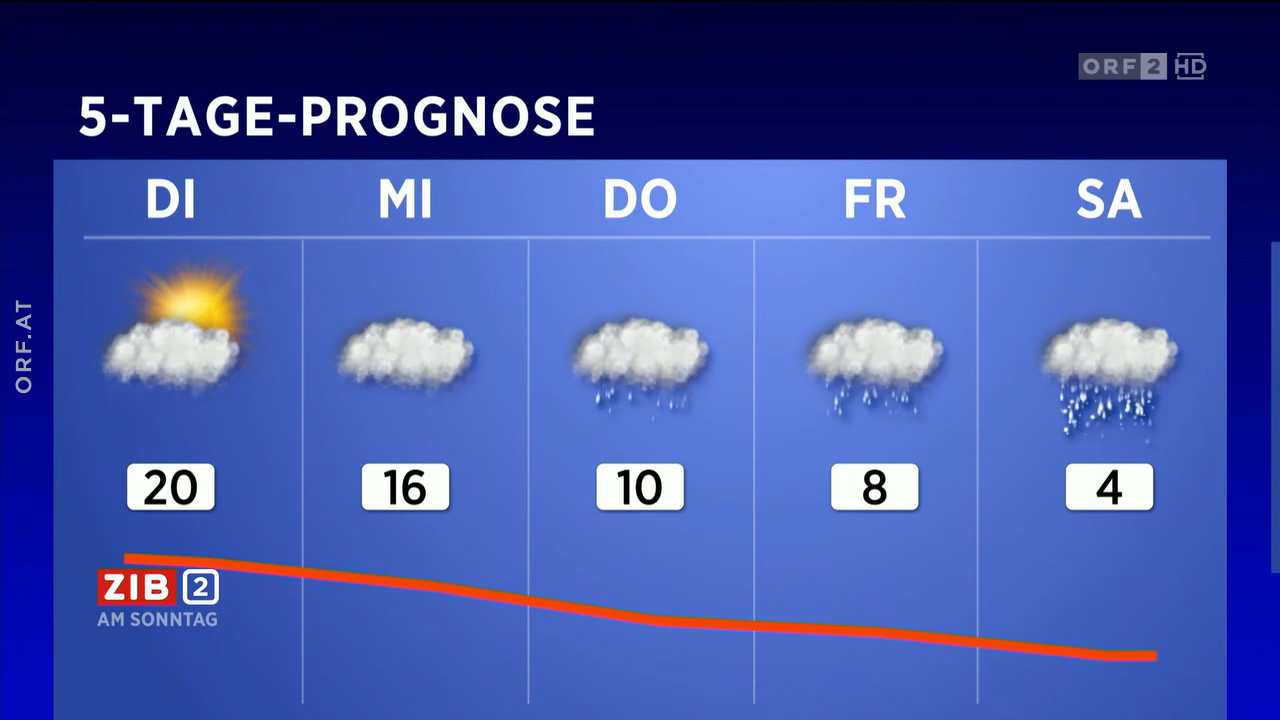 ORF 2 HD
5-TAGE-PROGNOSE
DI MI DO FR SA
ORF.AT
20 16 10 8 4
ZIB 2
AM SONNTAG